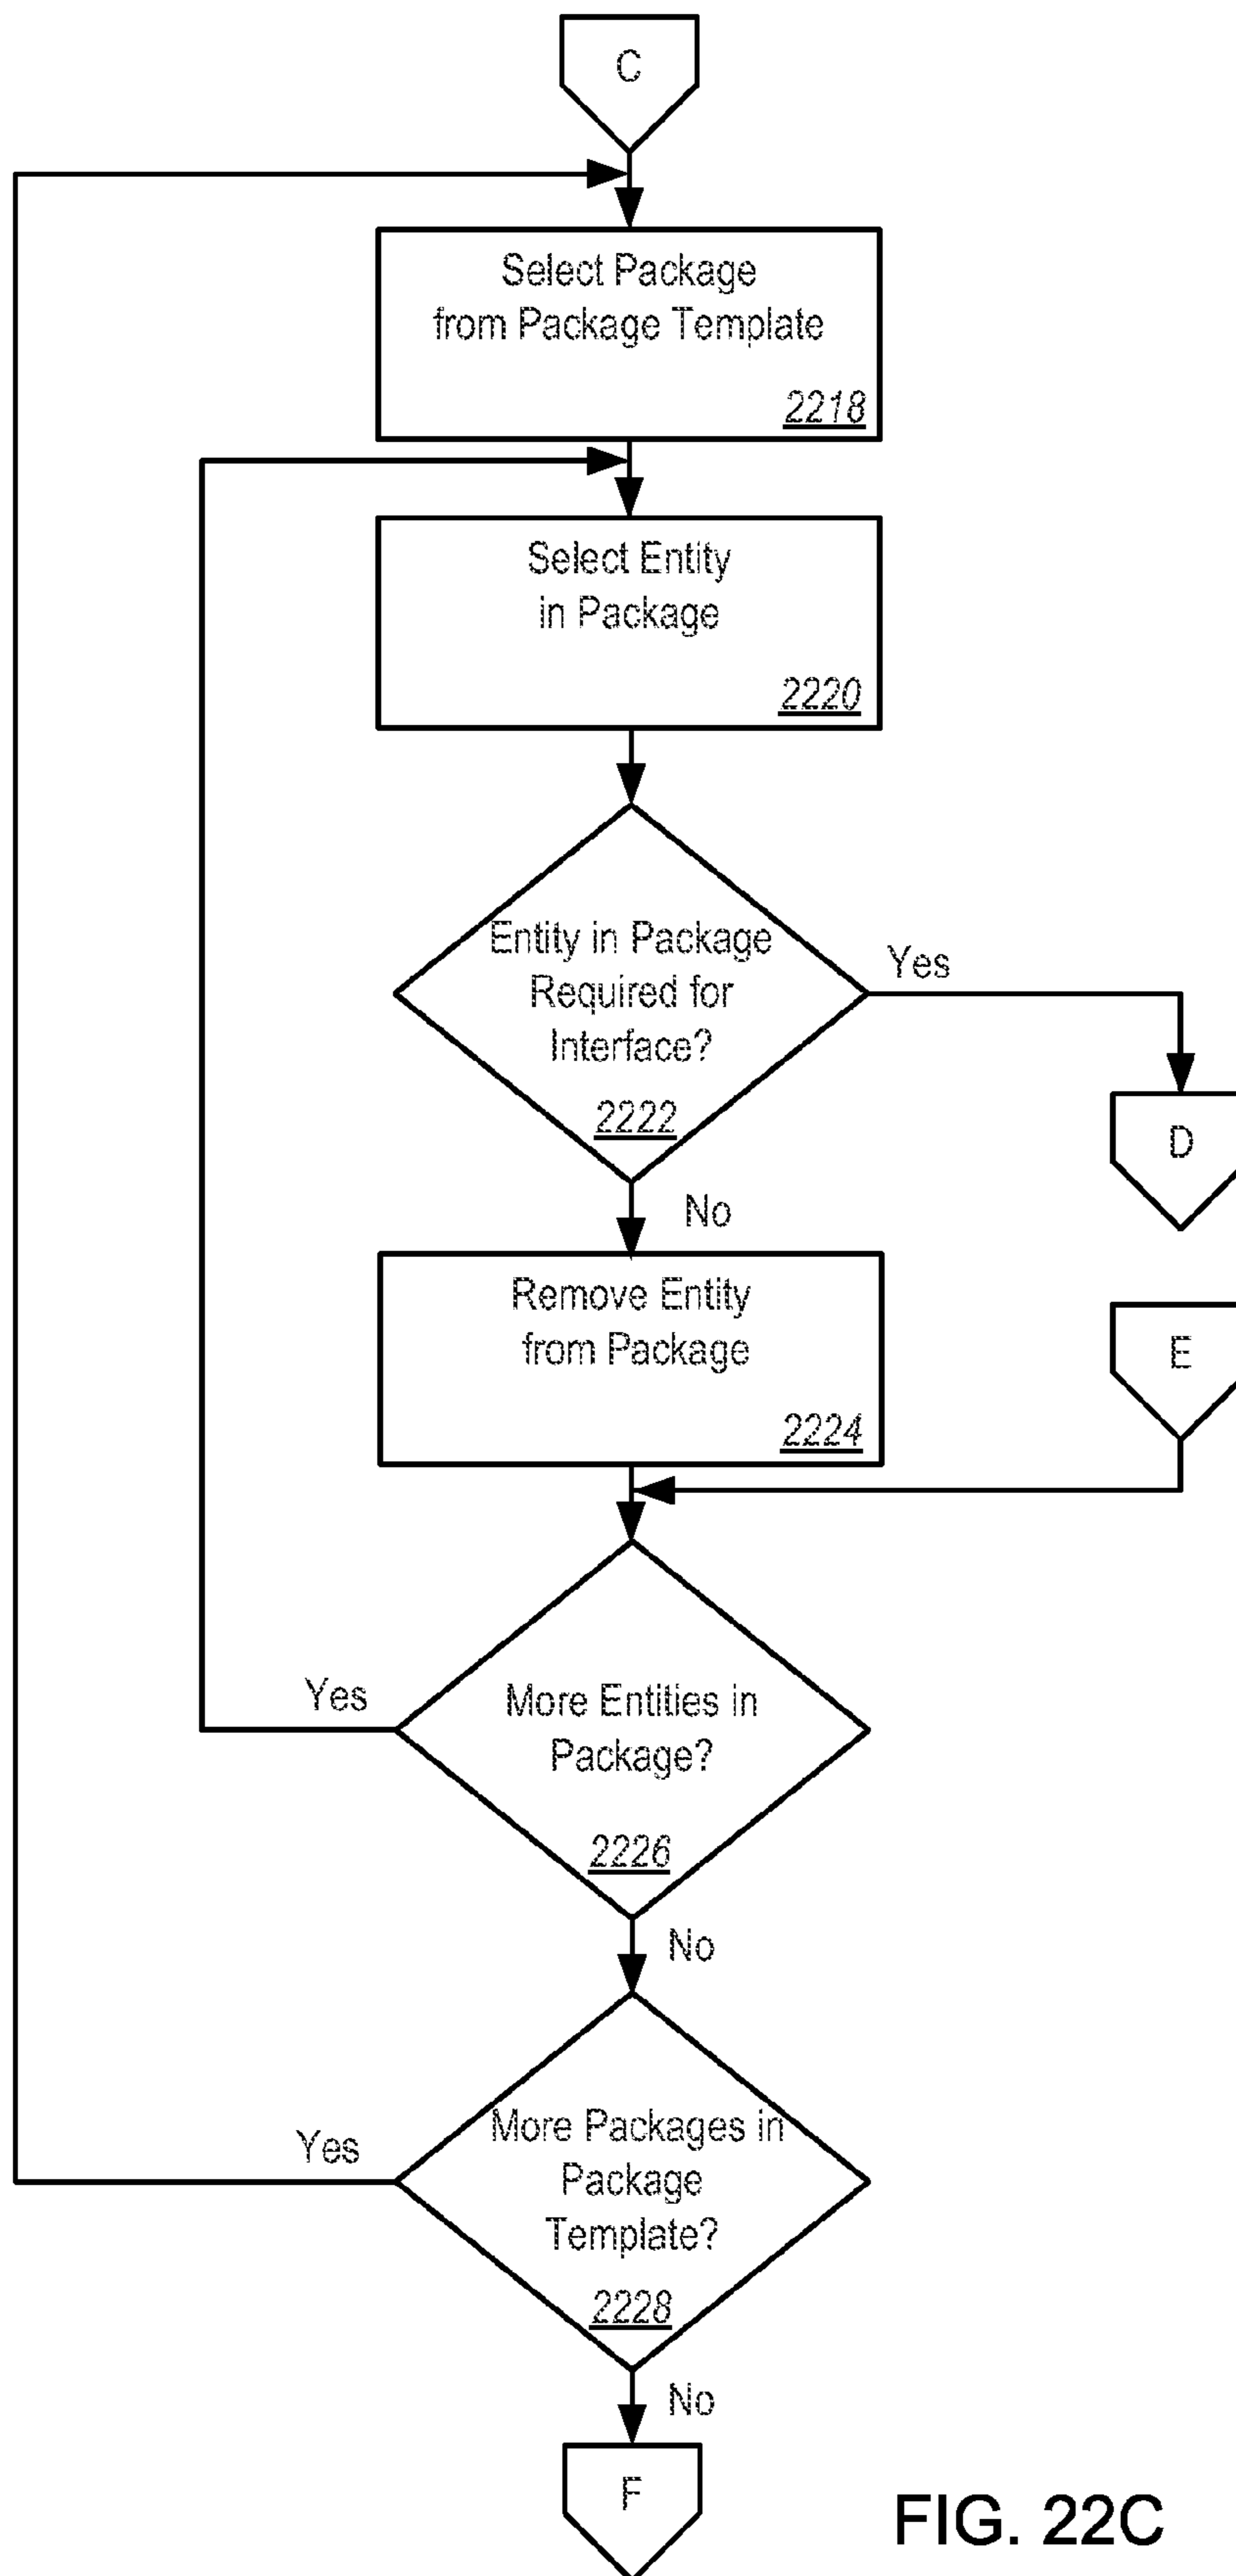 C
Select Package
from Package Template
2218
Select Entity
in Package
2220
Entity in Package
Required for
Interface?
2222
Yes
D
No
Remove Entity
from Package
2224
E
Yes
More Entities in
Package?
2226
No
Yes
More Packages in
Package
Template?
2228
No
F
FIG. 22C